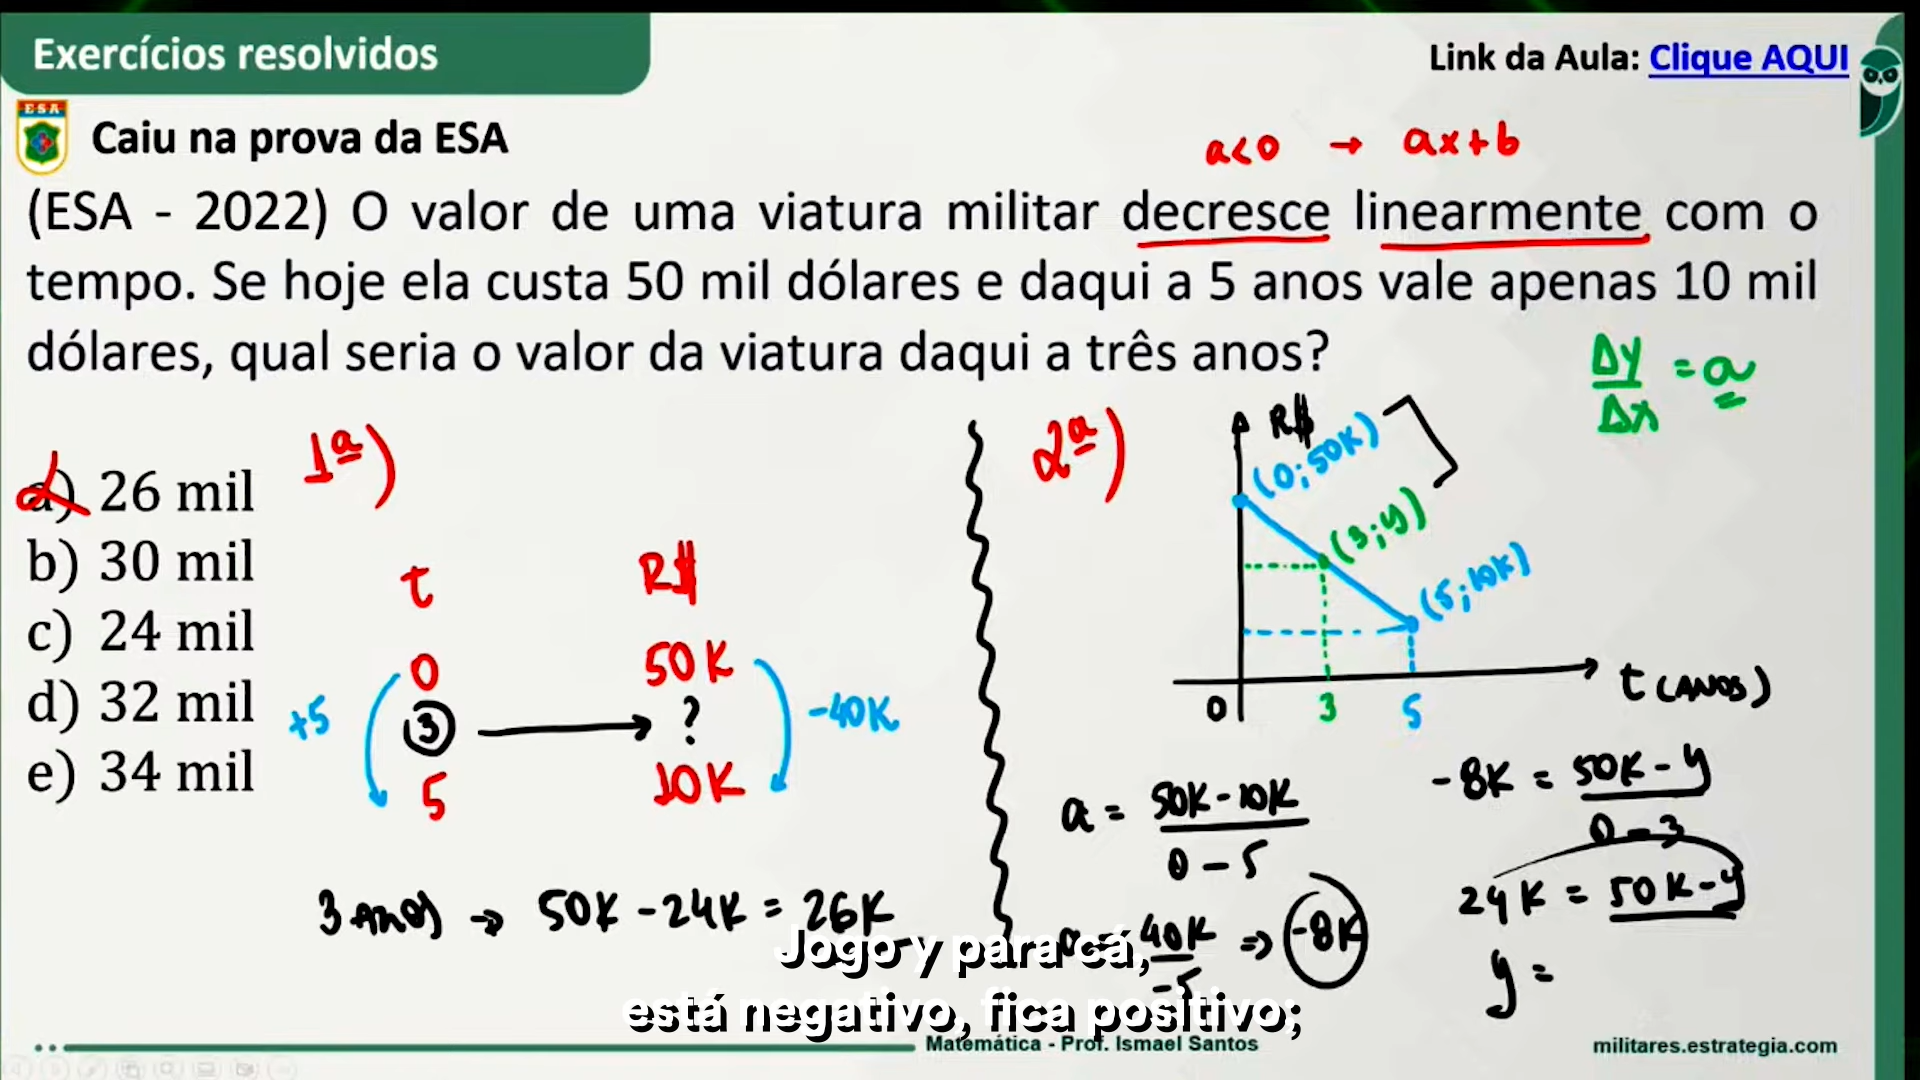 Exercícios resolvidos
Link da Aula: Clique AQUI
ESA
Caiu na prova da ESA
a<0 → ax+b
(ESA - 2022) O valor de uma viatura militar decresce linearmente com o
tempo. Se hoje ela custa 50 mil dólares e daqui a 5 anos vale apenas 10 mil
dólares, qual seria o valor da viatura daqui a três anos?
Δy/Δx = a
a) 26 mil
b) 30 mil
c) 24 mil
d) 32 mil
e) 34 mil
1ª)
t R$
0 50K
+5 3 → ? -40K
5 10K
3 anos → 50K - 24K = 26K
2ª)
R$
(0;50K)
(3;y)
(5;10K)
0 3 5 t (anos)
a = 50K-10K
0 - 5
a = 40K ⇒ -8K
-5
-8K = 50K - y
0 - 3
24K = 50K - y
y =
Jogo y para cá,
está negativo, fica positivo;
Matemática - Prof. Ismael Santos
militares.estrategia.com